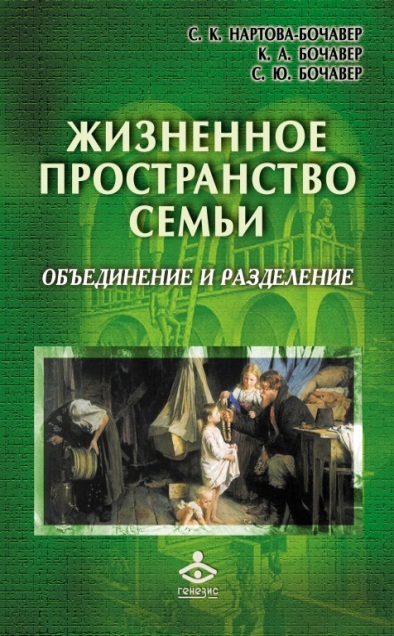 С. К. НАРТОВА-БОЧАВЕР
К. А. БОЧАВЕР
С. Ю. БОЧАВЕР
ЖИЗНЕННОЕ
ПРОСТРАНСТВО
СЕМЬИ
ОБЪЕДИНЕНИЕ И РАЗДЕЛЕНИЕ
генезис